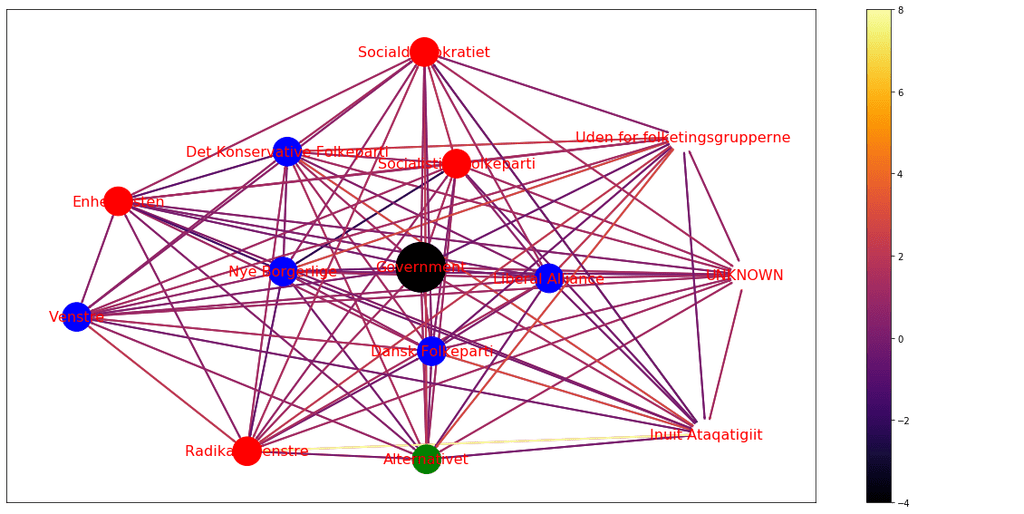 Socialdemokratiet
Uden for folketingsgrupperne
Det Konservative Folkeparti
Socialistisk Folkeparti
Enhedslisten
Nye Borgerlige
Government
Liberal Alliance
UNKNOWN
Venstre
Dansk Folkeparti
Inuit Ataqatigiit
Radikale Venstre
Alternativet
8
6
4
2
0
−2
−4